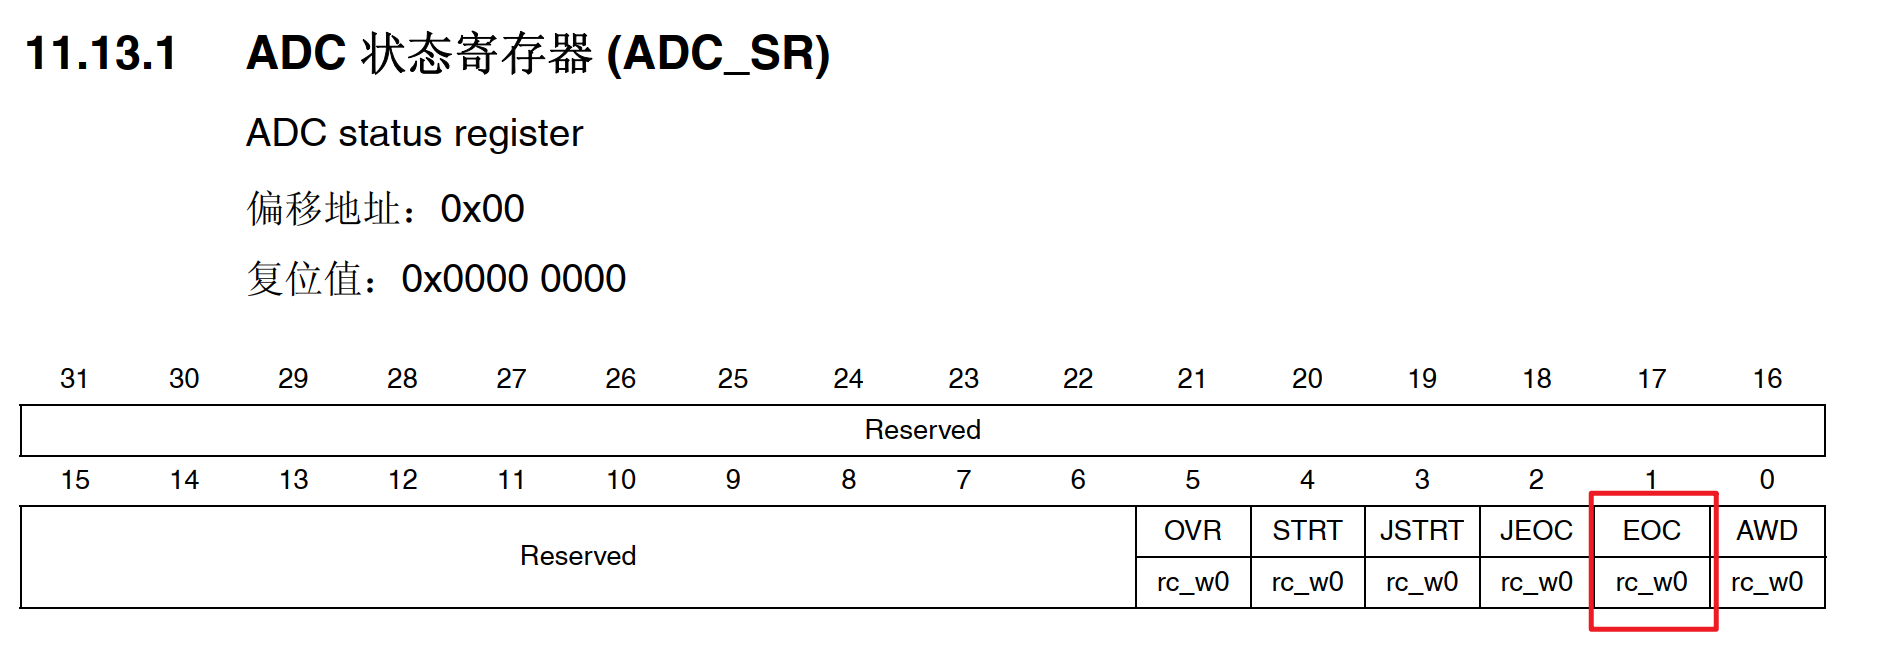 11.13.1 ADC 状态寄存器 (ADC_SR)
ADC status register
偏移地址：0x00
复位值：0x0000 0000
31 30 29 28 27 26 25 24 23 22 21 20 19 18 17 16
Reserved
15 14 13 12 11 10 9 8 7 6 5 4 3 2 1 0
Reserved OVR STRT JSTRT JEOC EOC AWD
rc_w0 rc_w0 rc_w0 rc_w0 rc_w0 rc_w0